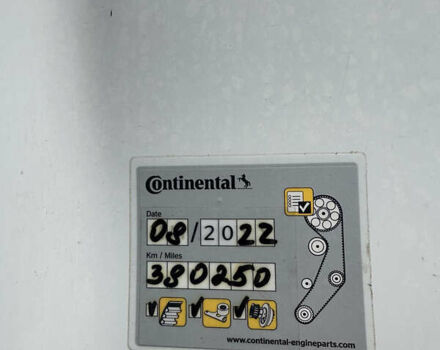 Continental
Date
08/2022
Km / Miles
380250
www.continental-engineparts.com